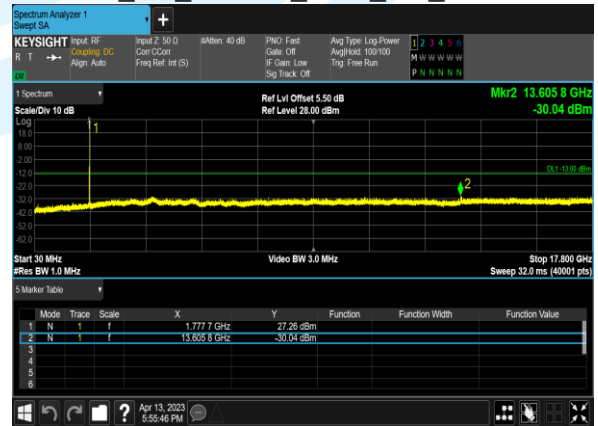 Spectrum Analyzer 1
Swept SA
+
KEYSIGHT Input: RF Input Z: 50 Ω #Atten: 40 dB PNO: Fast Avg Type: Log-Power 1 2 3 4 5 6
R T Coupling: DC Corr CCorr Gate: Off Avg|Hold: 100/100 M W W W W W
Align: Auto Freq Ref: Int (S) IF Gain: Low Trig: Free Run
Sig Track: Off P N N N N N
1 Spectrum Ref Lvl Offset 5.50 dB Mkr2 13.605 8 GHz
Scale/Div 10 dB Ref Level 28.00 dBm -30.04 dBm
Log
1
18.0
8.00
-2.00
-12.0 DL1 -13.00 dBm
-22.0
2
-32.0
-42.0
-52.0
-62.0
Start 30 MHz Video BW 3.0 MHz Stop 17.800 GHz
#Res BW 1.0 MHz Sweep 32.0 ms (40001 pts)
5 Marker Table
Mode Trace Scale X Y Function Function Width Function Value
1 N 1 f 1.777 7 GHz 27.26 dBm
2 N 1 f 13.605 8 GHz -30.04 dBm
3
4
5
6
? Apr 13, 2023
5:55:46 PM